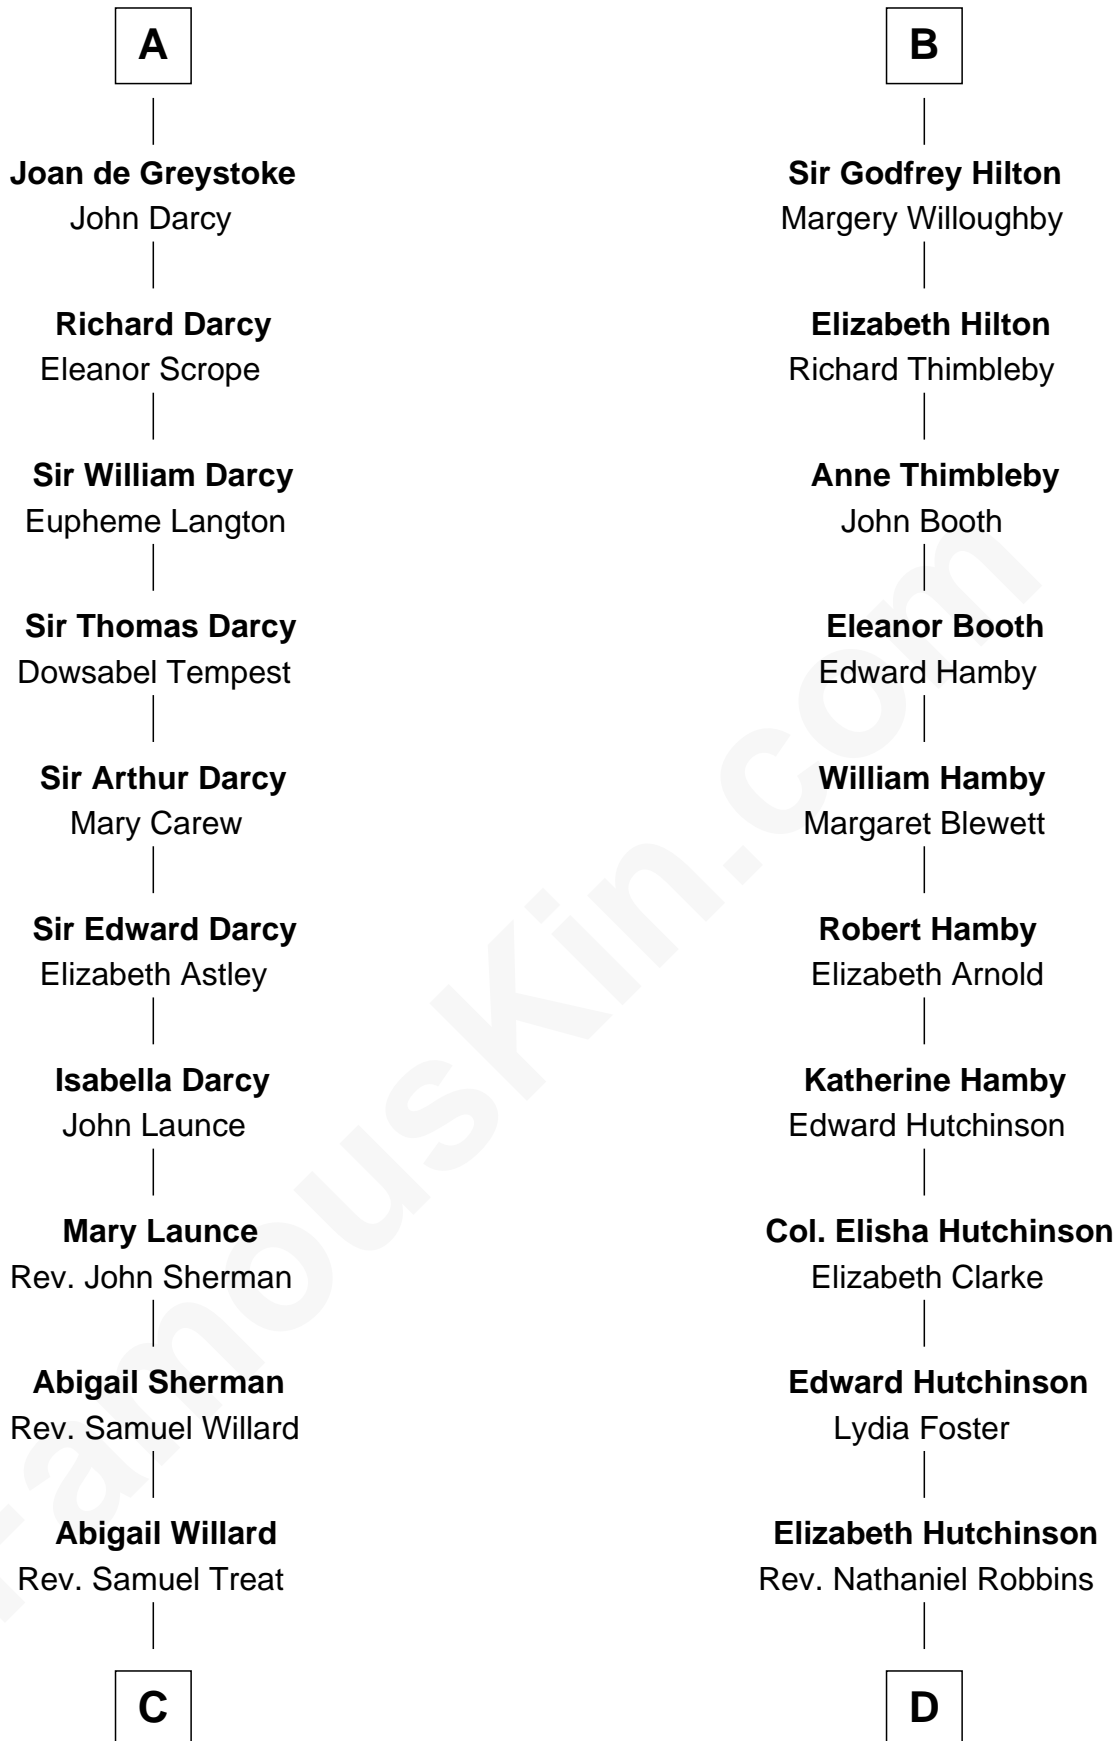 A
Joan de Greystoke
John Darcy
Richard Darcy
Eleanor Scrope
Sir William Darcy
Eupheme Langton
Sir Thomas Darcy
Dowsabel Tempest
Sir Arthur Darcy
Mary Carew
Sir Edward Darcy
Elizabeth Astley
Isabella Darcy
John Launce
Mary Launce
Rev. John Sherman
Abigail Sherman
Rev. Samuel Willard
Abigail Willard
Rev. Samuel Treat
C
B
Sir Godfrey Hilton
Margery Willoughby
Elizabeth Hilton
Richard Thimbleby
Anne Thimbleby
John Booth
Eleanor Booth
Edward Hamby
William Hamby
Margaret Blewett
Robert Hamby
Elizabeth Arnold
Katherine Hamby
Edward Hutchinson
Col. Elisha Hutchinson
Elizabeth Clarke
Edward Hutchinson
Lydia Foster
Elizabeth Hutchinson
Rev. Nathaniel Robbins
D
FamousKin.com